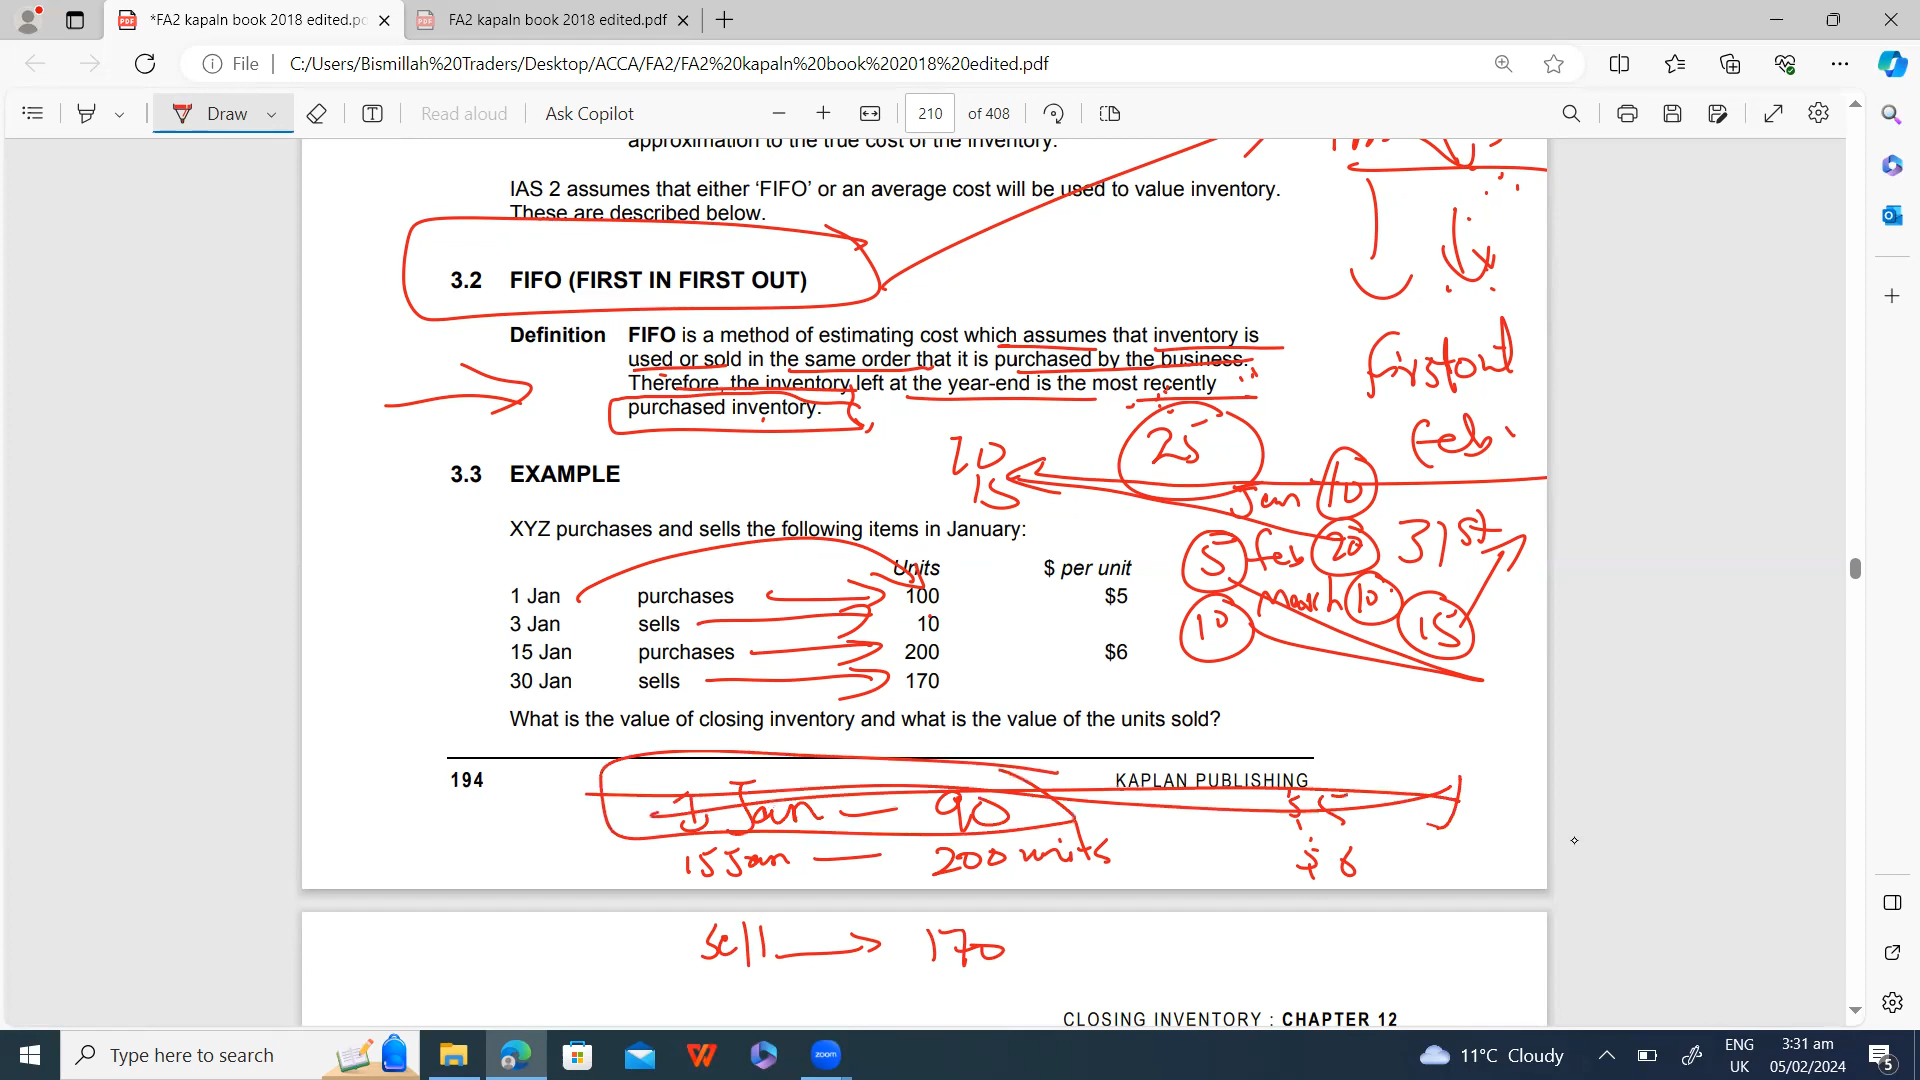 *FA2 kapaln book 2018 edited.pd
FA2 kapaln book 2018 edited.pdf
File
C:/Users/Bismillah%20Traders/Desktop/ACCA/FA2/FA2%20kapaln%20book%202018%20edited.pdf
Draw
Read aloud
Ask Copilot
210 of 408
approximation to the true cost of the inventory.
IAS 2 assumes that either ‘FIFO’ or an average cost will be used to value inventory.
These are described below.
3.2 FIFO (FIRST IN FIRST OUT)
Definition FIFO is a method of estimating cost which assumes that inventory is
used or sold in the same order that it is purchased by the business.
Therefore, the inventory left at the year-end is the most recently
purchased inventory.
first out
Feb
25
20
15
3.3 EXAMPLE
Jan 10
5 feb 20 31st
10 March 10 15
XYZ purchases and sells the following items in January:
Units $ per unit
1 Jan purchases 100 $5
3 Jan sells 10
15 Jan purchases 200 $6
30 Jan sells 170
What is the value of closing inventory and what is the value of the units sold?
194 KAPLAN PUBLISHING
1 Jan — 90 $5
15 Jan — 200 units $6
Sell 170
CLOSING INVENTORY : CHAPTER 12
Type here to search
zoom
11°C Cloudy
ENG
UK
3:31 am
05/02/2024
5